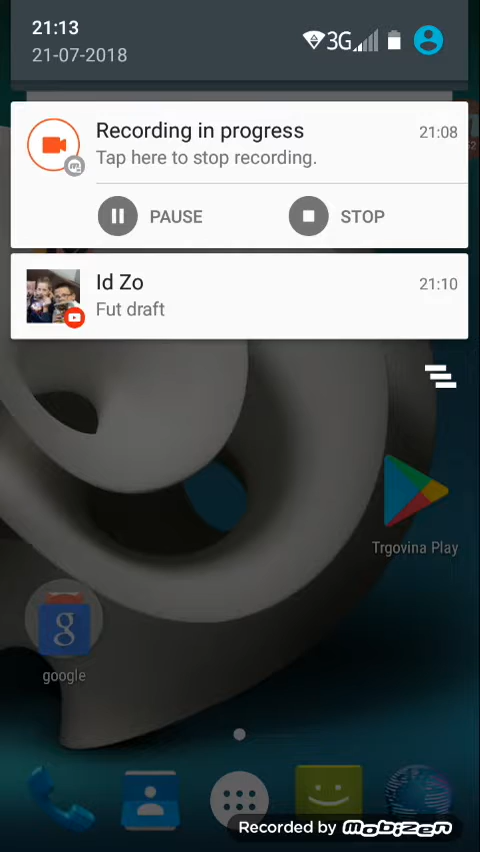 21:13
21-07-2018
3G
Recording in progress
21:08
Tap here to stop recording.
PAUSE
STOP
Id Zo
21:10
Fut draft
Trgovina Play
g
google
Recorded by Mobizen